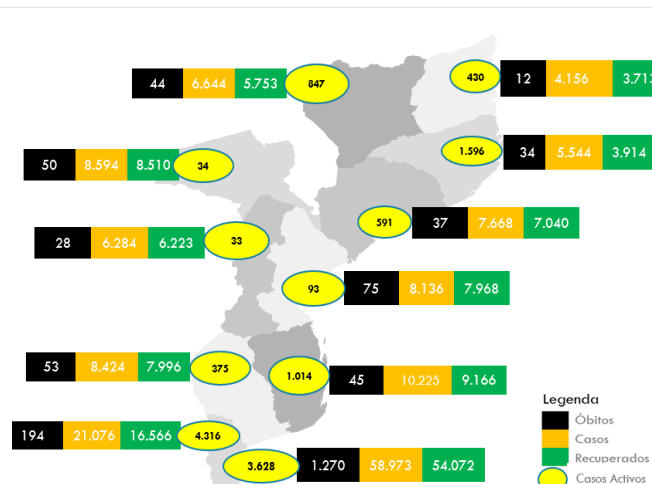 44 6.644 5.753 847
430 12 4.156 3.713
50 8.594 8.510 34
1.596 34 5.544 3.914
28 6.284 6.223 33
591 37 7.668 7.040
93 75 8.136 7.968
53 8.424 7.996 375
1.014 45 10.225 9.166
194 21.076 16.566 4.316
3.628 1.270 58.973 54.072
Legenda
Óbitos
Casos
Recuperados
Casos Activos